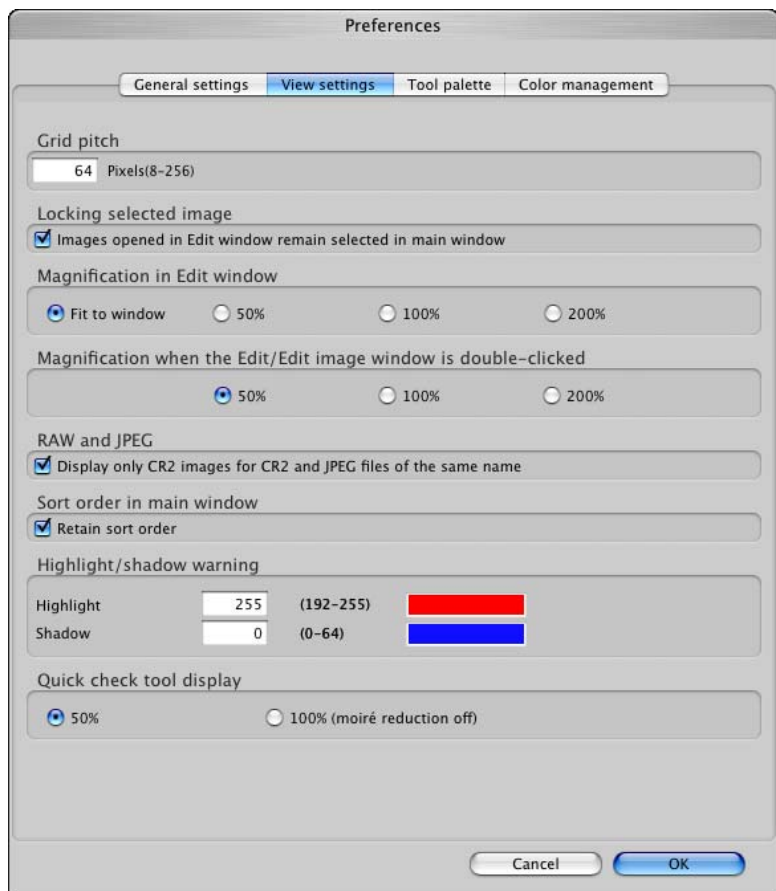 Preferences
General settings View settings Tool palette Color management
Grid pitch
64 Pixels(8-256)
Locking selected image
Images opened in Edit window remain selected in main window
Magnification in Edit window
Fit to window 50% 100% 200%
Magnification when the Edit/Edit image window is double-clicked
50% 100% 200%
RAW and JPEG
Display only CR2 images for CR2 and JPEG files of the same name
Sort order in main window
Retain sort order
Highlight/shadow warning
Highlight 255 (192-255)
Shadow 0 (0-64)
Quick check tool display
50% 100% (moiré reduction off)
Cancel OK